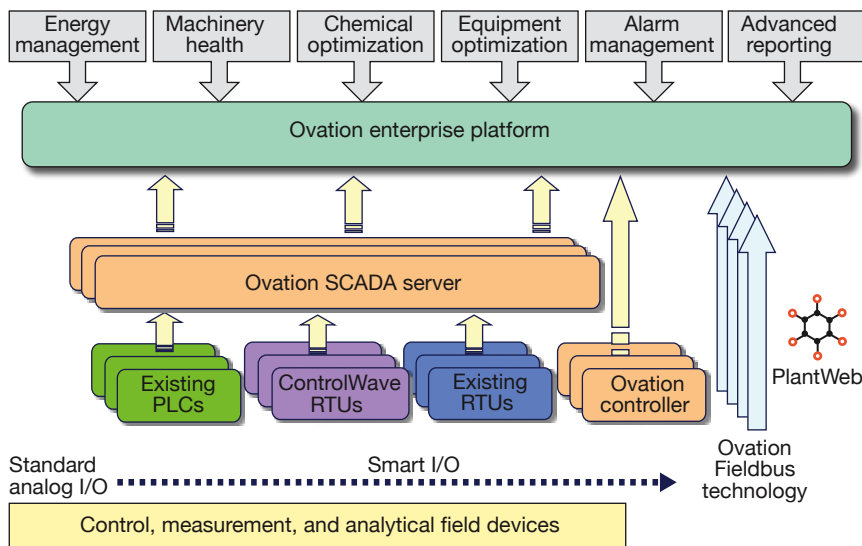 Energy
management
Machinery
health
Chemical
optimization
Equipment
optimization
Alarm
management
Advanced
reporting
Ovation enterprise platform
Ovation SCADA server
Existing
PLCs
ControlWave
RTUs
Existing
RTUs
Ovation
controller
PlantWeb
Standard
analog I/O
Smart I/O
Ovation
Fieldbus
technology
Control, measurement, and analytical field devices